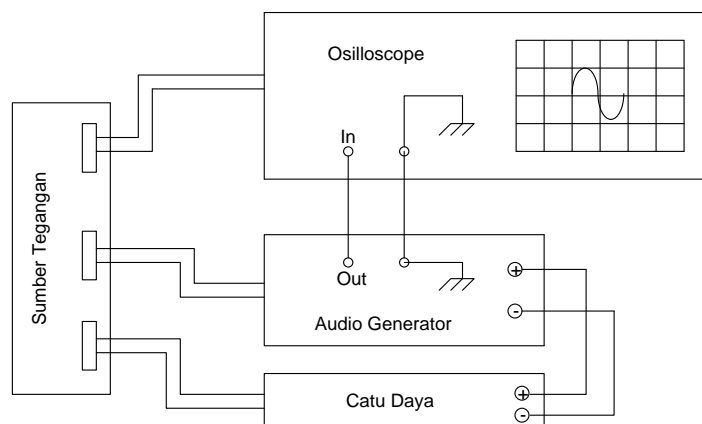 Osilloscope
In
Sumber Tegangan
Out
+
-
Audio Generator
Catu Daya
+
-